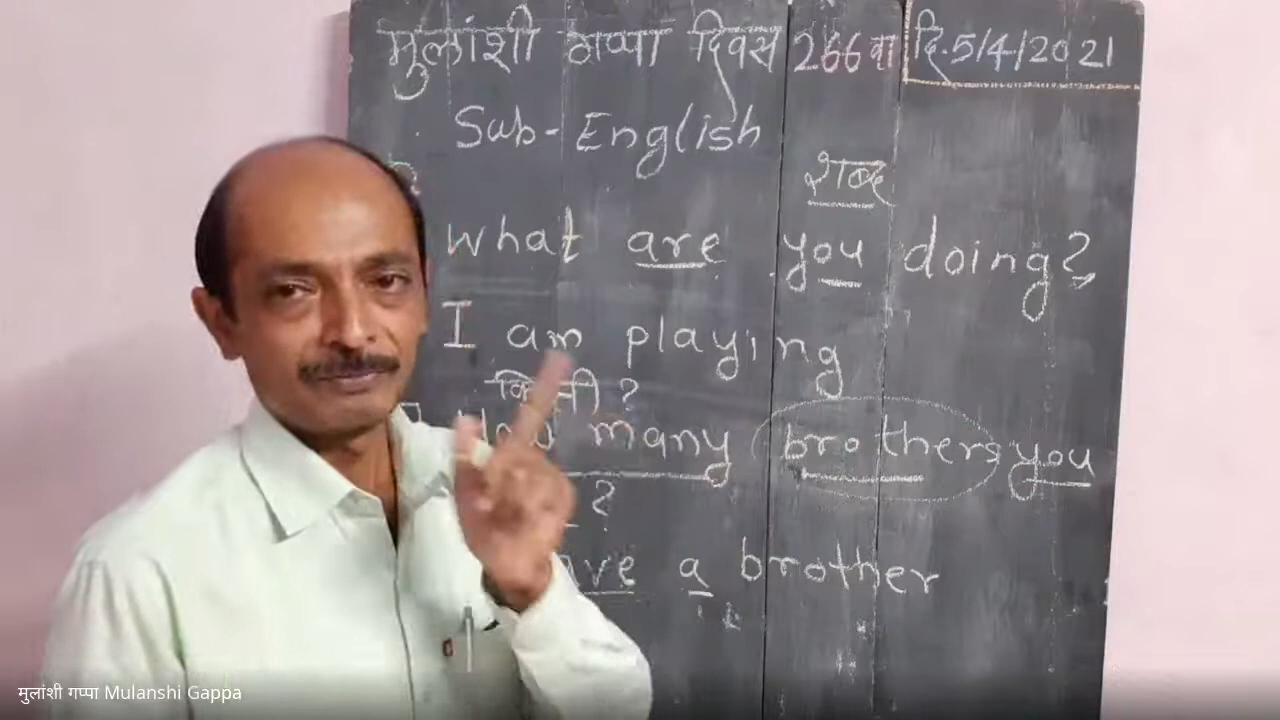 मुलांशी गप्पा दिवस 266 वा दि. 5/4/2021
Sub- English
शब्द
What are you doing?
I am playing
?
many brothers you
?
a brother
मुलांशी गप्पा Mulanshi Gappa